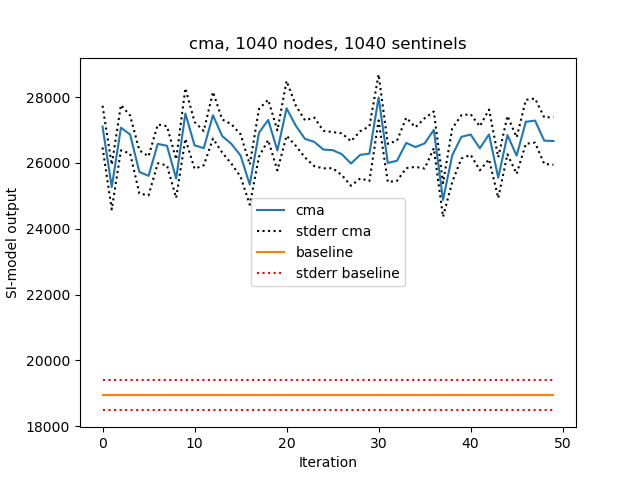 cma, 1040 nodes, 1040 sentinels
28000
26000
24000
22000
20000
18000
SI-model output
cma
stderr cma
baseline
stderr baseline
0 10 20 30 40 50
Iteration